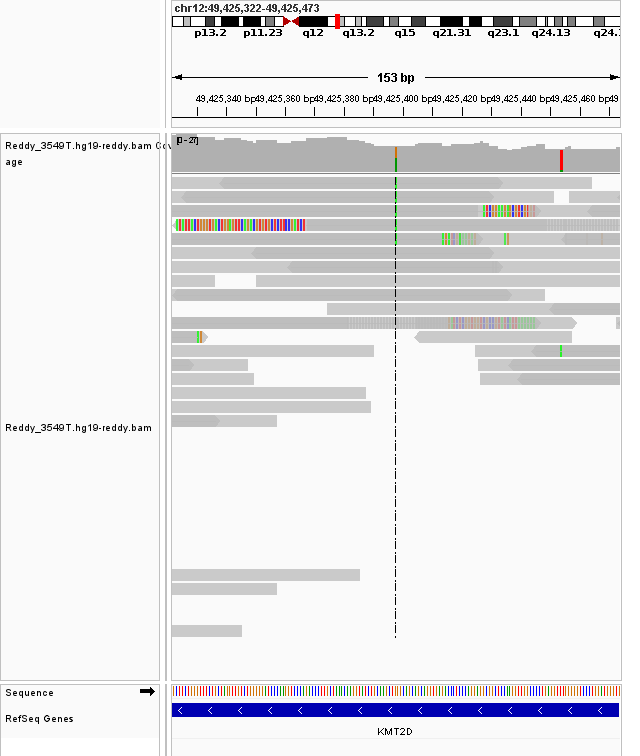 chr12:49,425,322-49,425,473
p13.2 p11.23 q12 q13.2 q15 q21.31 q23.1 q24.13 q24.
153 bp
49,425,340 bp 49,425,360 bp 49,425,380 bp 49,425,400 bp 49,425,420 bp 49,425,440 bp 49,425,460 bp 49
Reddy_3549T.hg19-reddy.bam Cov
age
[0 - 27]
Reddy_3549T.hg19-reddy.bam
Sequence
RefSeq Genes
KMT2D